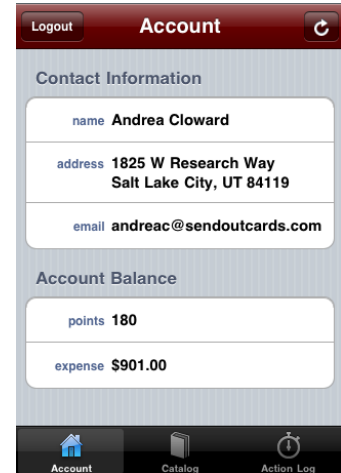 Logout Account
Contact Information
name Andrea Cloward
address 1825 W Research Way
Salt Lake City, UT 84119
email andreac@sendoutcards.com
Account Balance
points 180
expense $901.00
Account Catalog Action Log